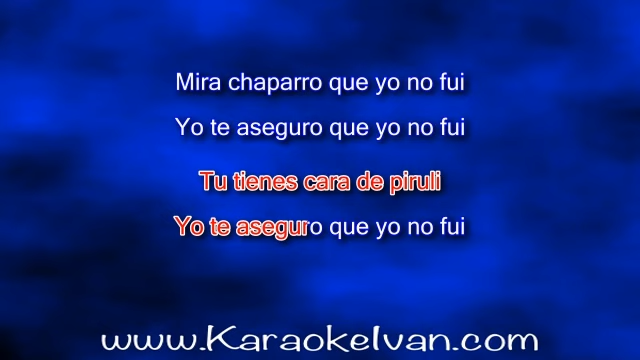 Mira chaparro que yo no fui
Yo te aseguro que yo no fui
Tu tienes cara de piruli
Yo te aseguro que yo no fui
www.KaraokeIvan.com